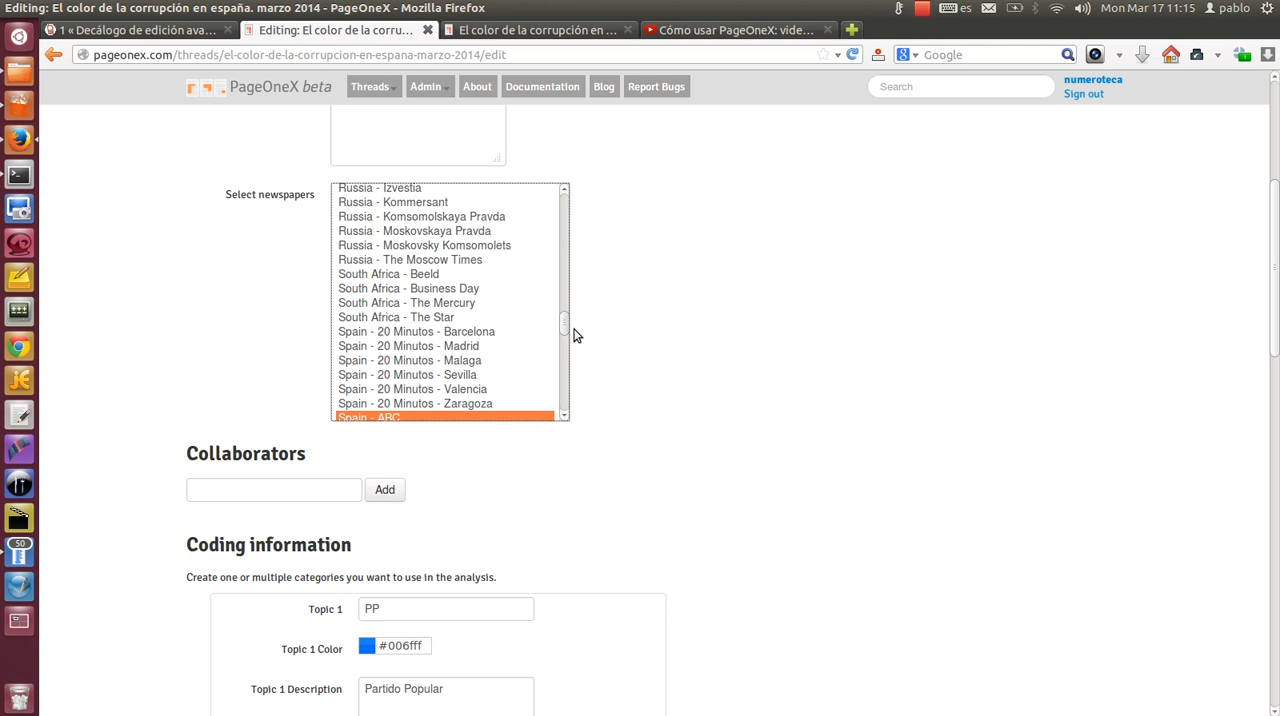 Editing: El color de la corrupción en españa. marzo 2014 - PageOneX - Mozilla Firefox
es
Mon Mar 17 11:15
pablo
1 « Decálogo de edición ava...
Editing: El color de la corru...
El color de la corrupción en ...
Cómo usar PageOneX: vide...
pageonex.com/threads/el-color-de-la-corrupcion-en-espana-marzo-2014/edit
Google
PageOneX beta
Threads
Admin
About
Documentation
Blog
Report Bugs
Search
numeroteca
Sign out
Select newspapers
Russia - Izvestia
Russia - Kommersant
Russia - Komsomolskaya Pravda
Russia - Moskovskaya Pravda
Russia - Moskovsky Komsomolets
Russia - The Moscow Times
South Africa - Beeld
South Africa - Business Day
South Africa - The Mercury
South Africa - The Star
Spain - 20 Minutos - Barcelona
Spain - 20 Minutos - Madrid
Spain - 20 Minutos - Malaga
Spain - 20 Minutos - Sevilla
Spain - 20 Minutos - Valencia
Spain - 20 Minutos - Zaragoza
Spain - ABC
Collaborators
Add
Coding information
Create one or multiple categories you want to use in the analysis.
Topic 1
PP
Topic 1 Color
#006fff
Topic 1 Description
Partido Popular
50